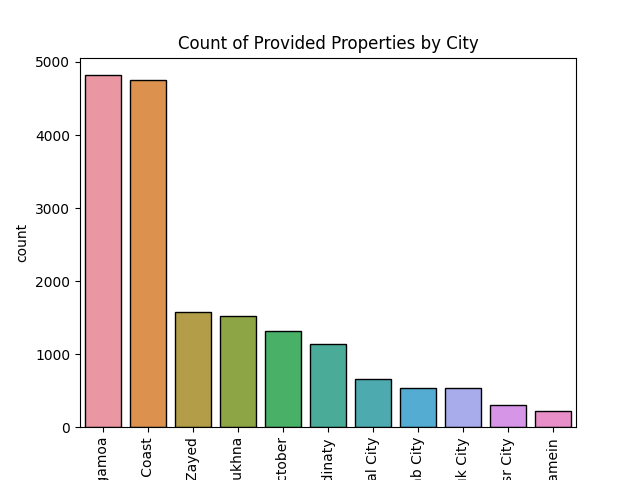 Count of Provided Properties by City
5000
4000
3000
2000
1000
0
count
gamoa
Coast
Zayed
ukhna
ctober
dinaty
al City
b City
k City
sr City
amein